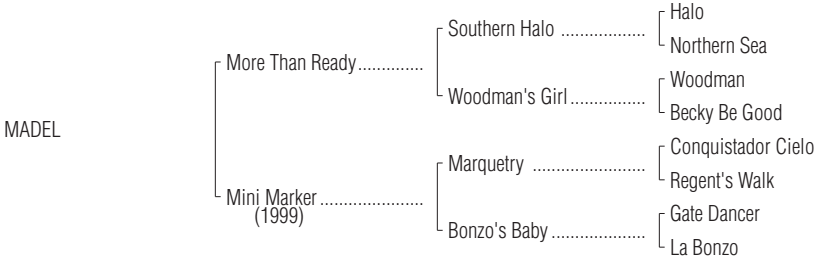 Halo
Southern Halo ...................
Northern Sea
More Than Ready..............
Woodman
Woodman's Girl ................
Becky Be Good
MADEL
Conquistador Cielo
Marquetry .........................
Regent's Walk
Mini Marker ......................
(1999)
Gate Dancer
Bonzo's Baby .....................
La Bonzo